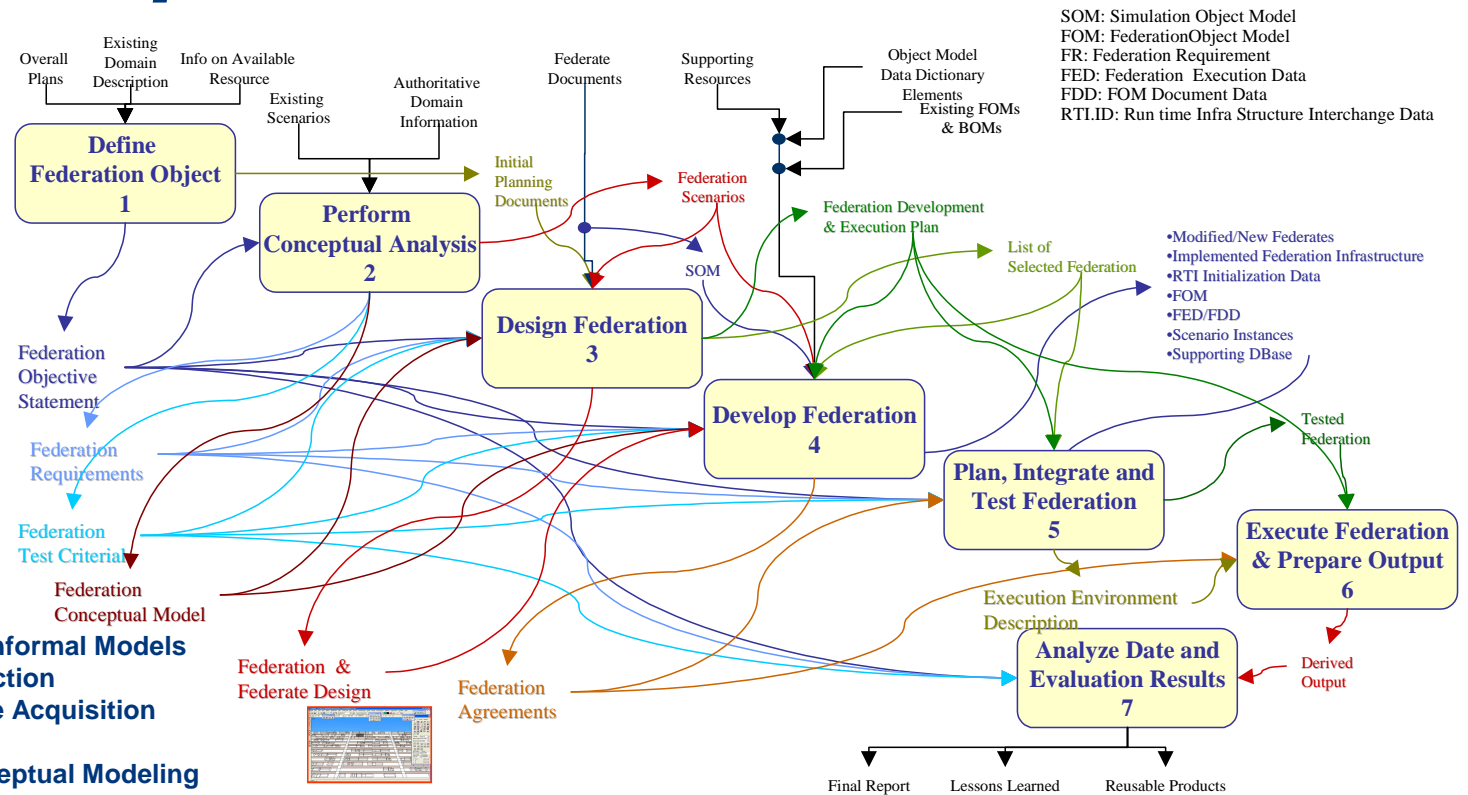 SOM: Simulation Object Model
FOM: FederationObject Model
FR: Federation Requirement
FED: Federation Execution Data
FDD: FOM Document Data
RTI.ID: Run time Infra Structure Interchange Data
Overall
Plans
Existing
Domain
Description
Info on Available
Resource
Existing
Scenarios
Authoritative
Domain
Information
Federate
Documents
Supporting
Resources
Object Model
Data Dictionary
Elements
Existing FOMs
& BOMs
Define
Federation Object
1
Initial
Planning
Documents
Federation
Scenarios
Perform
Conceptual Analysis
2
Federation Development
& Execution Plan
List of
Selected Federation
SOM
•Modified/New Federates
•Implemented Federation Infrastructure
•RTI Initialization Data
•FOM
•FED/FDD
•Scenario Instances
•Supporting DBase
Design Federation
3
Federation
Objective
Statement
Develop Federation
4
Federation
Requirements
Tested
Federation
Plan, Integrate and
Test Federation
5
Federation
Test Criterial
Execute Federation
& Prepare Output
6
Federation
Conceptual Model
Execution Environment
Description
nformal Models
ction
e Acquisition
eptual Modeling
Federation &
Federate Design
Federation
Agreements
Analyze Date and
Evaluation Results
7
Derived
Output
Final Report
Lessons Learned
Reusable Products